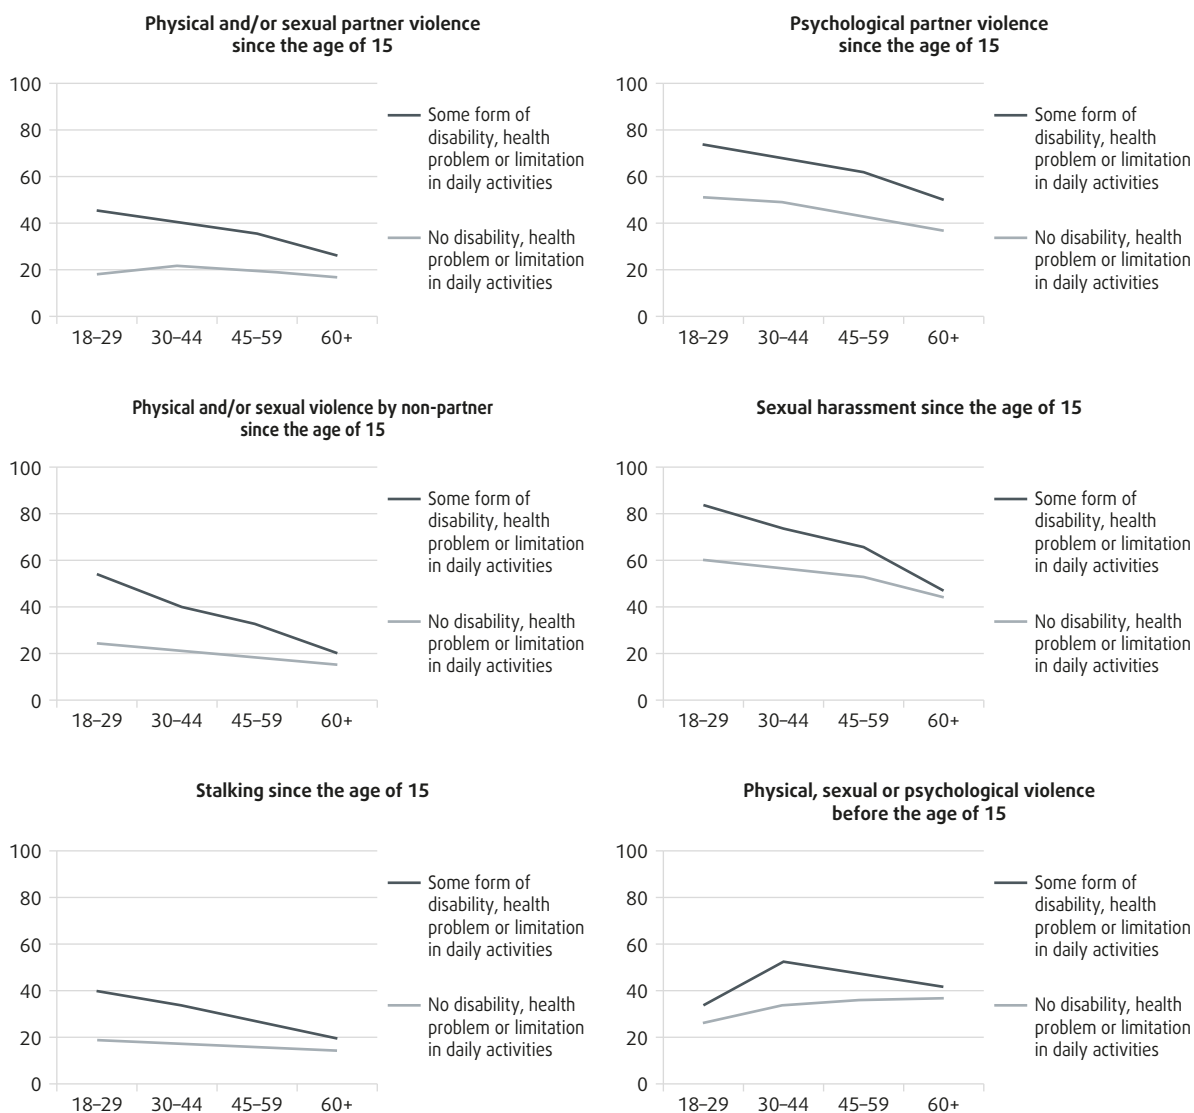 Physical and/or sexual partner violence
since the age of 15
100
80
60
40
20
0
18–29 30–44 45–59 60+
Some form of
disability, health
problem or limitation
in daily activities
No disability, health
problem or limitation
in daily activities
Psychological partner violence
since the age of 15
100
80
60
40
20
0
18–29 30–44 45–59 60+
Some form of
disability, health
problem or limitation
in daily activities
No disability, health
problem or limitation
in daily activities
Physical and/or sexual violence by non-partner
since the age of 15
100
80
60
40
20
0
18–29 30–44 45–59 60+
Some form of
disability, health
problem or limitation
in daily activities
No disability, health
problem or limitation
in daily activities
Sexual harassment since the age of 15
100
80
60
40
20
0
18–29 30–44 45–59 60+
Some form of
disability, health
problem or limitation
in daily activities
No disability, health
problem or limitation
in daily activities
Stalking since the age of 15
100
80
60
40
20
0
18–29 30–44 45–59 60+
Some form of
disability, health
problem or limitation
in daily activities
No disability, health
problem or limitation
in daily activities
Physical, sexual or psychological violence
before the age of 15
100
80
60
40
20
0
18–29 30–44 45–59 60+
Some form of
disability, health
problem or limitation
in daily activities
No disability, health
problem or limitation
in daily activities